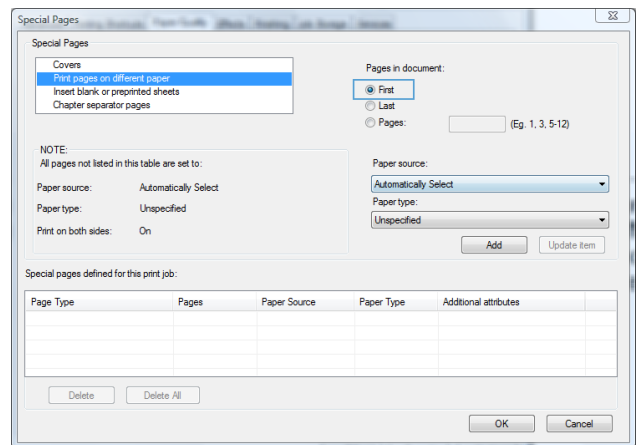 Special Pages
Special Pages
Covers
Print pages on different paper
Insert blank or preprinted sheets
Chapter separator pages
Pages in document:
First
Last
Pages: (Eg. 1, 3, 5-12)
NOTE:
All pages not listed in this table are set to:
Paper source: Automatically Select
Paper type: Unspecified
Print on both sides: On
Paper source:
Automatically Select
Paper type:
Unspecified
Add Update item
Special pages defined for this print job:
Page Type Pages Paper Source Paper Type Additional attributes
Delete Delete All
OK Cancel